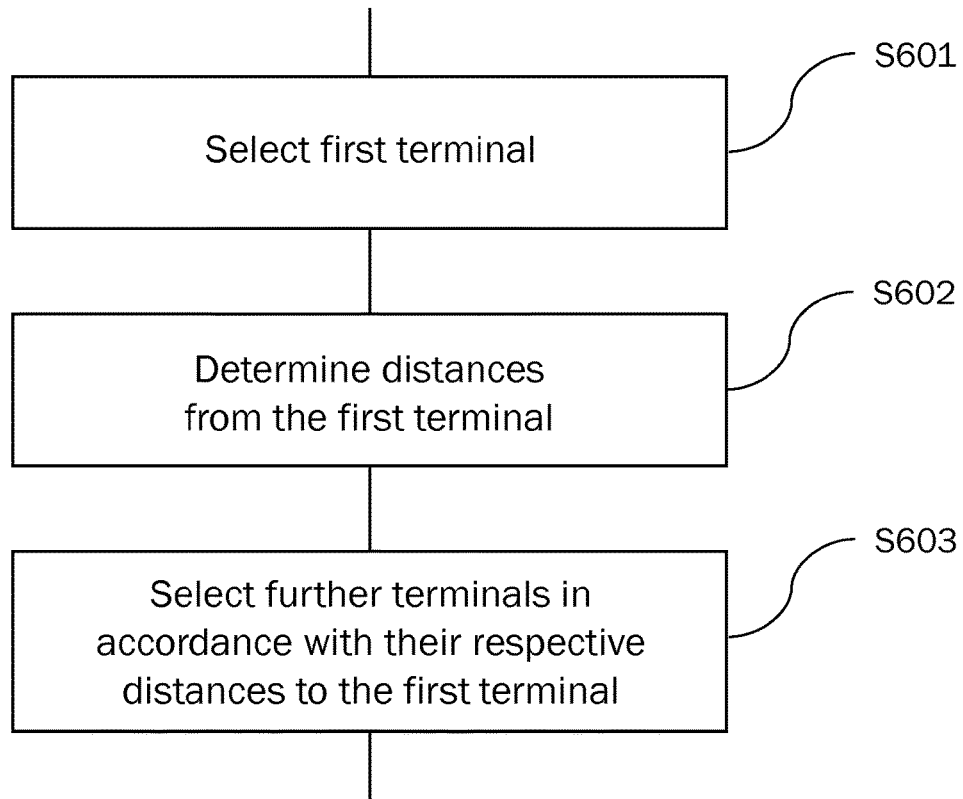 S601
Select first terminal
S602
Determine distances
from the first terminal
S603
Select further terminals in
accordance with their respective
distances to the first terminal